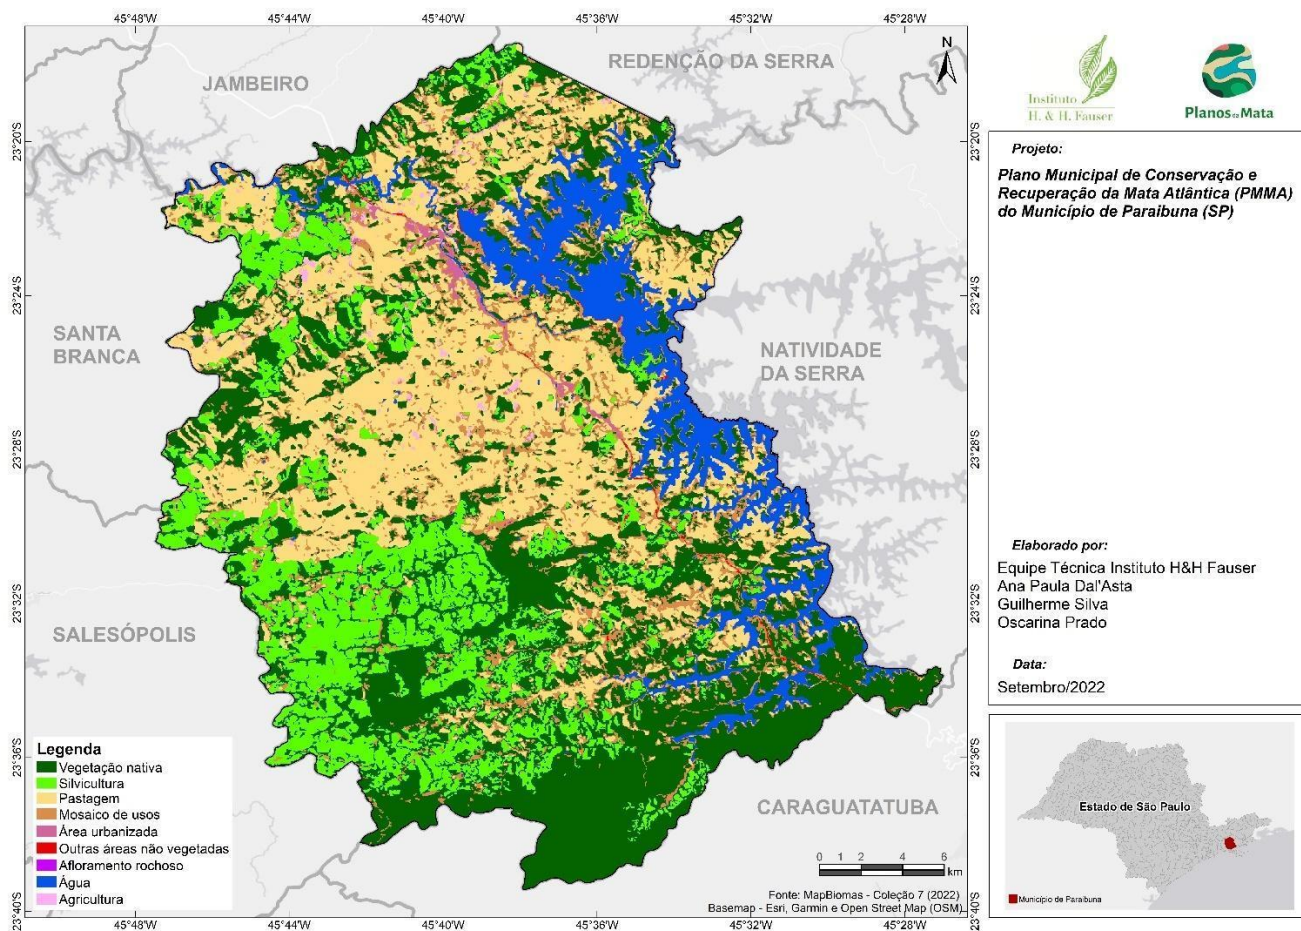 45°48'W 45°44'W 45°40'W 45°36'W 45°32'W 45°28'W
JAMBEIRO
REDENÇÃO DA SERRA
N
23°20'S
23°20'S
23°24'S
23°24'S
SANTA
BRANCA
NATIVIDADE
DA SERRA
23°28'S
23°28'S
23°32'S
23°32'S
SALESÓPOLIS
23°36'S
23°36'S
CARAGUATATUBA
23°40'S
23°40'S
Legenda
Vegetação nativa
Silvicultura
Pastagem
Mosaico de usos
Área urbanizada
Outras áreas não vegetadas
Afloramento rochoso
Água
Agricultura
0 1 2 4 6
km
Fonte: MapBiomas - Coleção 7 (2022)
Basemap - Esri, Garmin e Open Street Map (OSM)
45°48'W 45°44'W 45°40'W 45°36'W 45°32'W 45°28'W
Instituto
H. & H. Fauser
Planos da Mata
Projeto:
Plano Municipal de Conservação e
Recuperação da Mata Atlântica (PMMA)
do Município de Paraibuna (SP)
Elaborado por:
Equipe Técnica Instituto H&H Fauser
Ana Paula Dal'Asta
Guilherme Silva
Oscarina Prado
Data:
Setembro/2022
Estado de São Paulo
Município de Paraibuna